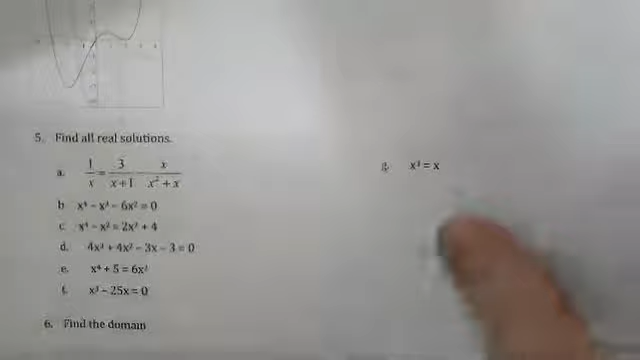 5. Find all real solutions.
a. 1/x = 3/(x+1) x/(x²+x)
b x⁴ – x³ – 6x² = 0
c. x⁴ – x² = 2x² + 4
d. 4x³ + 4x² – 3x – 3 = 0
e. x⁴ + 5 = 6x²
f. x³ – 25x = 0
6. Find the domain
g. x³ = x